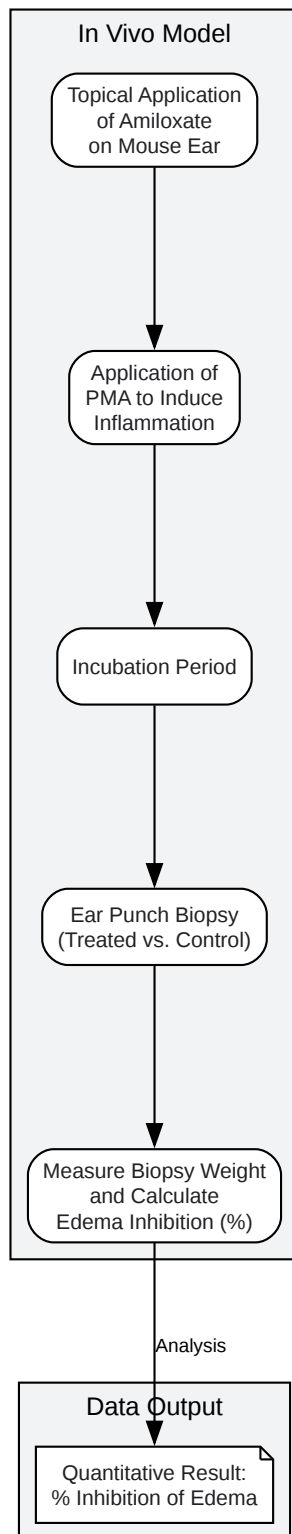 In Vivo Model
Topical Application
of Amiloxate
on Mouse Ear
Application of
PMA to Induce
Inflammation
Incubation Period
Ear Punch Biopsy
(Treated vs. Control)
Measure Biopsy Weight
and Calculate
Edema Inhibition (%)
Analysis
Data Output
Quantitative Result:
% Inhibition of Edema